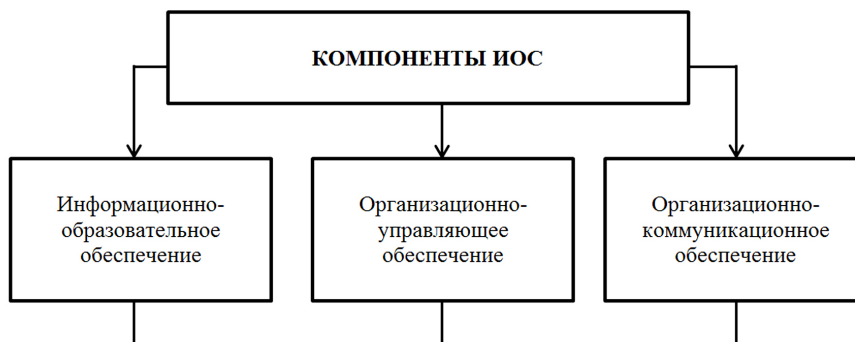 КОМПОНЕНТЫ ИОС
Информационно-
образовательное
обеспечение
Организационно-
управляющее
обеспечение
Организационно-
коммуникационное
обеспечение